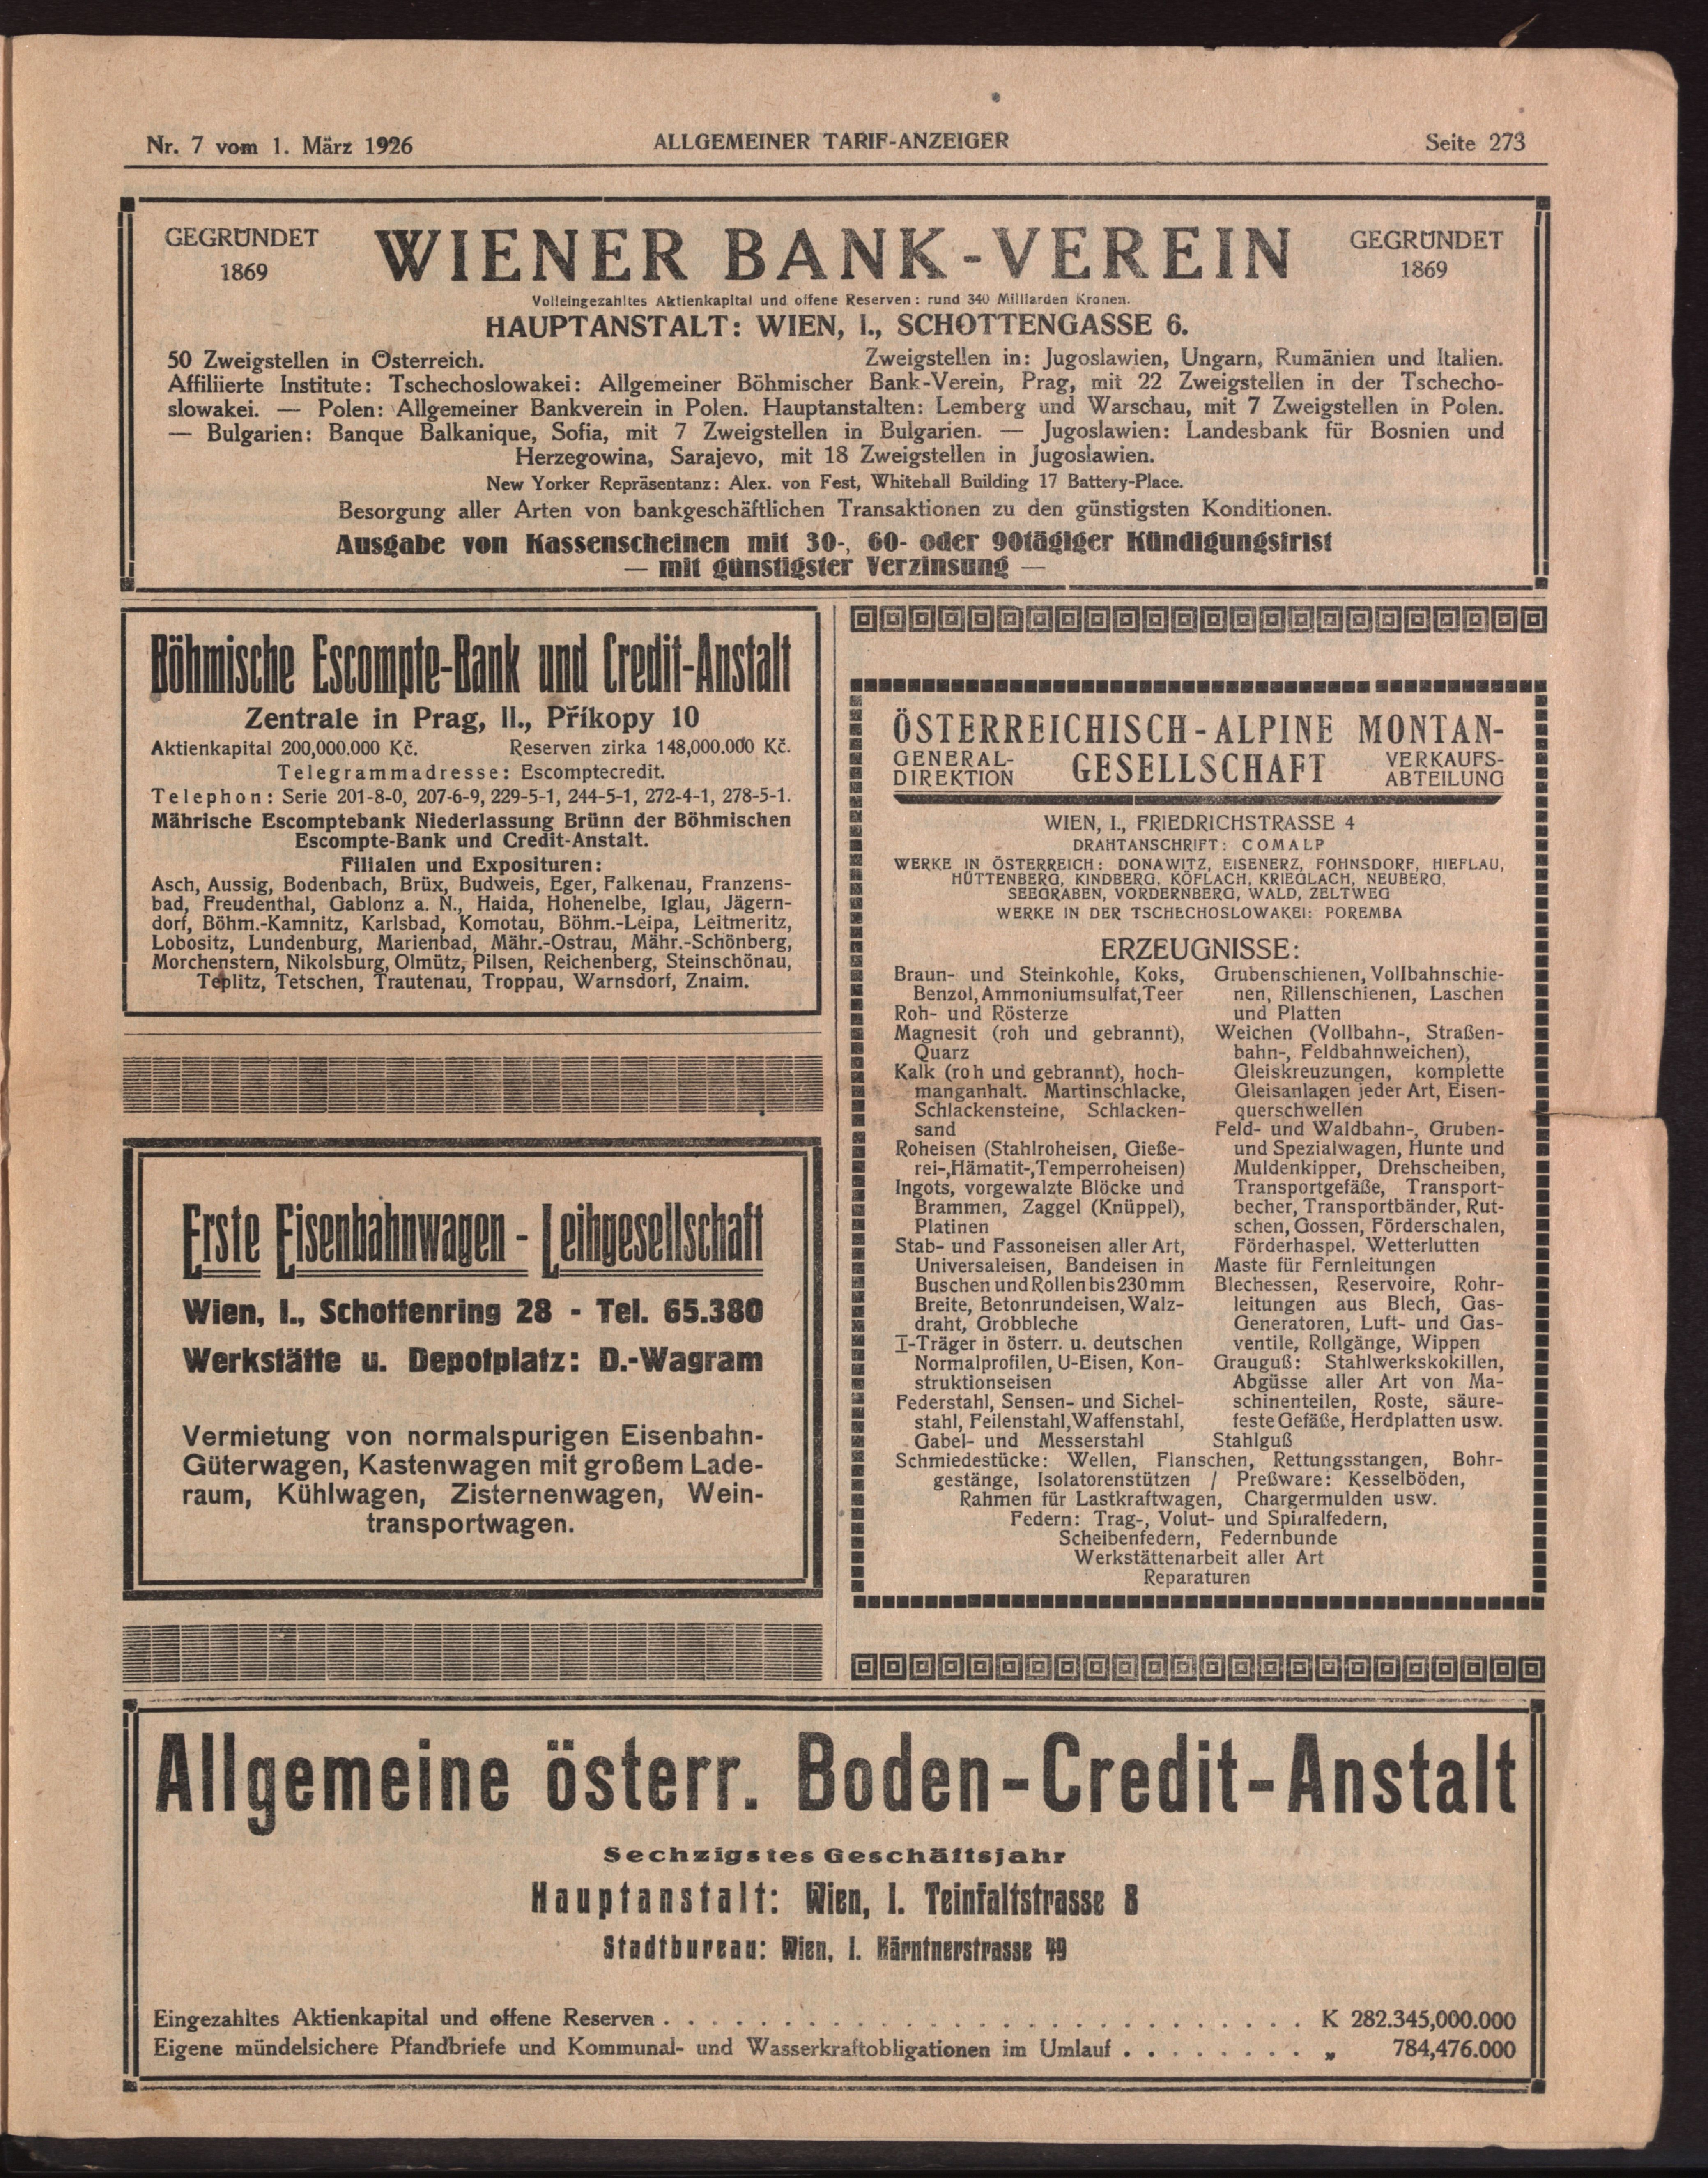 Nr. 7 vom 1. März 1926
ALLGEMEINER TARIF-ANZEIGER
Seite 273
GEGRÜNDET
1869
WIENER BANK-VEREIN
GEGRÜNDET
1869
Volleingezahltes Aktienkapital und offene Reserven: rund 340 Milliarden Kronen.
HAUPTANSTALT: WIEN, I., SCHOTTENGASSE 6.
50 Zweigstellen in Österreich. Zweigstellen in: Jugoslawien, Ungarn, Rumänien und Italien.
Affiliierte Institute: Tschechoslowakei: Allgemeiner Böhmischer Bank-Verein, Prag, mit 22 Zweigstellen in der Tschecho-
slowakei. — Polen: Allgemeiner Bankverein in Polen. Hauptanstalten: Lemberg und Warschau, mit 7 Zweigstellen in Polen.
— Bulgarien: Banque Balkanique, Sofia, mit 7 Zweigstellen in Bulgarien. — Jugoslawien: Landesbank für Bosnien und
Herzegowina, Sarajevo, mit 18 Zweigstellen in Jugoslawien.
New Yorker Repräsentanz: Alex. von Fest, Whitehall Building 17 Battery-Place.
Besorgung aller Arten von bankgeschäftlichen Transaktionen zu den günstigsten Konditionen.
Ausgabe von Kassenscheinen mit 30-, 60- oder 90tägiger Kündigungsfrist
— mit günstigster Verzinsung —
Böhmische Escompte-Bank und Credit-Anstalt
Zentrale in Prag, II., Příkopy 10
Aktienkapital 200,000.000 Kč. Reserven zirka 148,000.000 Kč.
Telegrammadresse: Escomptecredit.
Telephon: Serie 201-8-0, 207-6-9, 229-5-1, 244-5-1, 272-4-1, 278-5-1.
Mährische Escomptebank Niederlassung Brünn der Böhmischen
Escompte-Bank und Credit-Anstalt.
Filialen und Exposituren:
Asch, Aussig, Bodenbach, Brüx, Budweis, Eger, Falkenau, Franzens-
bad, Freudenthal, Gablonz a. N., Haida, Hohenelbe, Iglau, Jägern-
dorf, Böhm.-Kamnitz, Karlsbad, Komotau, Böhm.-Leipa, Leitmeritz,
Lobositz, Lundenburg, Marienbad, Mähr.-Ostrau, Mähr.-Schönberg,
Morchenstern, Nikolsburg, Olmütz, Pilsen, Reichenberg, Steinschönau,
Teplitz, Tetschen, Trautenau, Troppau, Warnsdorf, Znaim.
Erste Eisenbahnwagen - Leihgesellschaft
Wien, I., Schottenring 28 - Tel. 65.380
Werkstätte u. Depotplatz: D.-Wagram
Vermietung von normalspurigen Eisenbahn-
Güterwagen, Kastenwagen mit großem Lade-
raum, Kühlwagen, Zisternenwagen, Wein-
transportwagen.
ÖSTERREICHISCH-ALPINE MONTAN-
GENERAL-
DIREKTION
GESELLSCHAFT
VERKAUFS-
ABTEILUNG
WIEN, I., FRIEDRICHSTRASSE 4
DRAHTANSCHRIFT: COMALP
WERKE IN ÖSTERREICH: DONAWITZ, EISENERZ, FOHNSDORF, HIEFLAU,
HÜTTENBERG, KINDBERG, KÖFLACH, KRIEGLACH, NEUBERG,
SEEGRABEN, VORDERNBERG, WALD, ZELTWEG
WERKE IN DER TSCHECHOSLOWAKEI: POREMBA
ERZEUGNISSE:
Braun- und Steinkohle, Koks,
Benzol, Ammoniumsulfat, Teer
Roh- und Rösterze
Magnesit (roh und gebrannt),
Quarz
Kalk (roh und gebrannt), hoch-
manganhalt. Martinschlacke,
Schlackensteine, Schlacken-
sand
Roheisen (Stahlroheisen, Gieße-
rei-, Hämatit-, Temperroheisen)
Ingots, vorgewalzte Blöcke und
Brammen, Zaggel (Knüppel),
Platinen
Stab- und Fassoneisen aller Art,
Universaleisen, Bandeisen in
Buschen und Rollen bis 230 mm
Breite, Betonrundeisen, Walz-
draht, Grobbleche
I-Träger in österr. u. deutschen
Normalprofilen, U-Eisen, Kon-
struktionseisen
Federstahl, Sensen- und Sichel-
stahl, Feilenstahl, Waffenstahl,
Gabel- und Messerstahl
Grubenschienen, Vollbahnschie-
nen, Rillenschienen, Laschen
und Platten
Weichen (Vollbahn-, Straßen-
bahn-, Feldbahnweichen),
Gleiskreuzungen, komplette
Gleisanlagen jeder Art, Eisen-
querschwellen
Feld- und Waldbahn-, Gruben-
und Spezialwagen, Hunte und
Muldenkipper, Drehscheiben,
Transportgefäße, Transport-
becher, Transportbänder, Rut-
schen, Gossen, Förderschalen,
Förderhaspel, Wetterlutten
Maste für Fernleitungen
Blechessen, Reservoire, Rohr-
leitungen aus Blech, Gas-
Generatoren, Luft- und Gas-
ventile, Rollgänge, Wippen
Grauguß: Stahlwerkskokillen,
Abgüsse aller Art von Ma-
schinenteilen, Roste, säure-
feste Gefäße, Herdplatten usw.
Stahlguß
Schmiedestücke: Wellen, Flanschen, Rettungsstangen, Bohr-
gestänge, Isolatorenstützen / Preßware: Kesselböden,
Rahmen für Lastkraftwagen, Chargermulden usw.
Federn: Trag-, Volut- und Spiralfedern,
Scheibenfedern, Federnbunde
Werkstättenarbeit aller Art
Reparaturen
Allgemeine österr. Boden-Credit-Anstalt
Sechzigstes Geschäftsjahr
Hauptanstalt: Wien, I. Teinfaltstrasse 8
Stadtbureau: Wien, I. Kärntnerstrasse 49
Eingezahltes Aktienkapital und offene Reserven . . . . . . . . . . . . . . . . . . . . . . . . . . . . K 282.345,000.000
Eigene mündelsichere Pfandbriefe und Kommunal- und Wasserkraftobligationen im Umlauf . . . . . . . . . „ 784,476.000